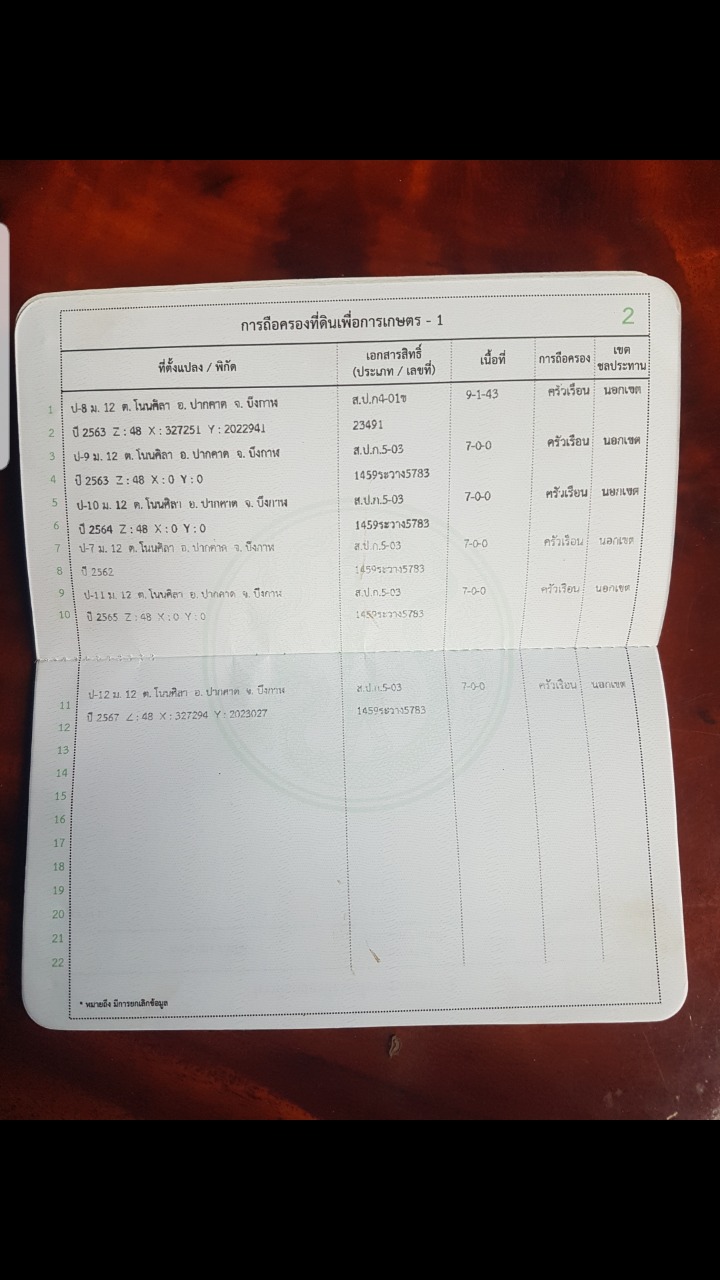 การถือครองที่ดินเพื่อการเกษตร - 1
2
ที่ตั้งแปลง / พิกัด เอกสารสิทธิ์ (ประเภท / เลขที่) เนื้อที่ การถือครอง เขตชลประทาน
1 ป-8 ม. 12 ต. โนนศิลา อ. ปากคาด จ. บึงกาฬ ส.ป.ก4-01ข 9-1-43 ครัวเรือน นอกเขต
2 ปี 2563 Z : 48 X : 327251 Y : 2022941 23491
3 ป-9 ม. 12 ต. โนนศิลา อ. ปากคาด จ. บึงกาฬ ส.ป.ก.5-03 7-0-0 ครัวเรือน นอกเขต
4 ปี 2563 Z : 48 X : 0 Y : 0 1459ระวาง5783
5 ป-10 ม. 12 ต. โนนศิลา อ. ปากคาด จ. บึงกาฬ ส.ป.ก.5-03 7-0-0 ครัวเรือน นอกเขต
6 ปี 2564 Z : 48 X : 0 Y : 0 1459ระวาง5783
7 ป-7 ม. 12 ต. โนนศิลา อ. ปากคาด จ. บึงกาฬ ส.ป.ก.5-03 7-0-0 ครัวเรือน นอกเขต
8 ปี 2562 1459ระวาง5783
9 ป-11 ม. 12 ต. โนนศิลา อ. ปากคาด จ. บึงกาฬ ส.ป.ก.5-03 7-0-0 ครัวเรือน นอกเขต
10 ปี 2565 Z : 48 X : 0 Y : 0 1459ระวาง5783
11 ป-12 ม. 12 ต. โนนศิลา อ. ปากคาด จ. บึงกาฬ ส.ป.ก.5-03 7-0-0 ครัวเรือน นอกเขต
12 ปี 2567 Z : 48 X : 327294 Y : 2023027 1459ระวาง5783
13
14
15
16
17
18
19
20
21
22
* หมายถึง มีการยกเลิกข้อมูล